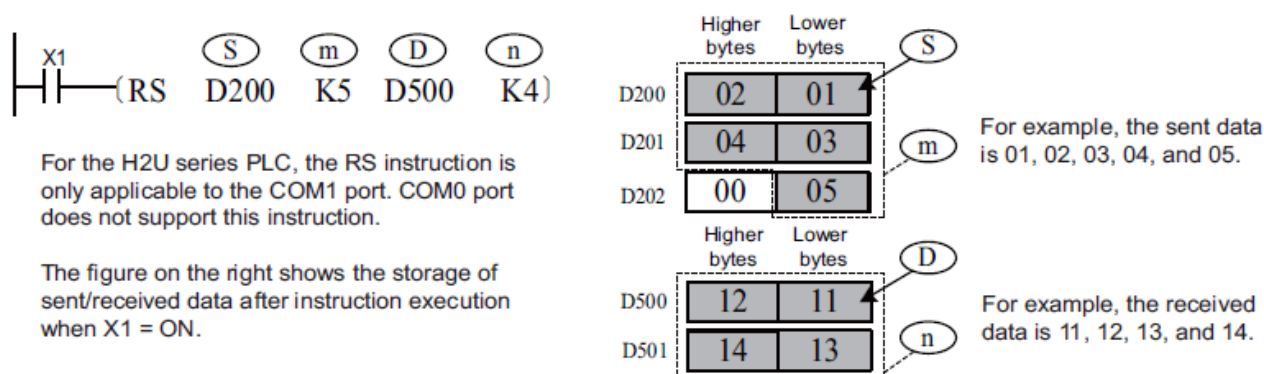 X1
S m D n
(RS D200 K5 D500 K4)
For the H2U series PLC, the RS instruction is
only applicable to the COM1 port. COM0 port
does not support this instruction.
The figure on the right shows the storage of
sent/received data after instruction execution
when X1 = ON.
Higher Lower
bytes bytes
S
D200 02 01
D201 04 03
m
D202 00 05
For example, the sent data
is 01, 02, 03, 04, and 05.
Higher Lower
bytes bytes
D
D500 12 11
D501 14 13
n
For example, the received
data is 11, 12, 13, and 14.